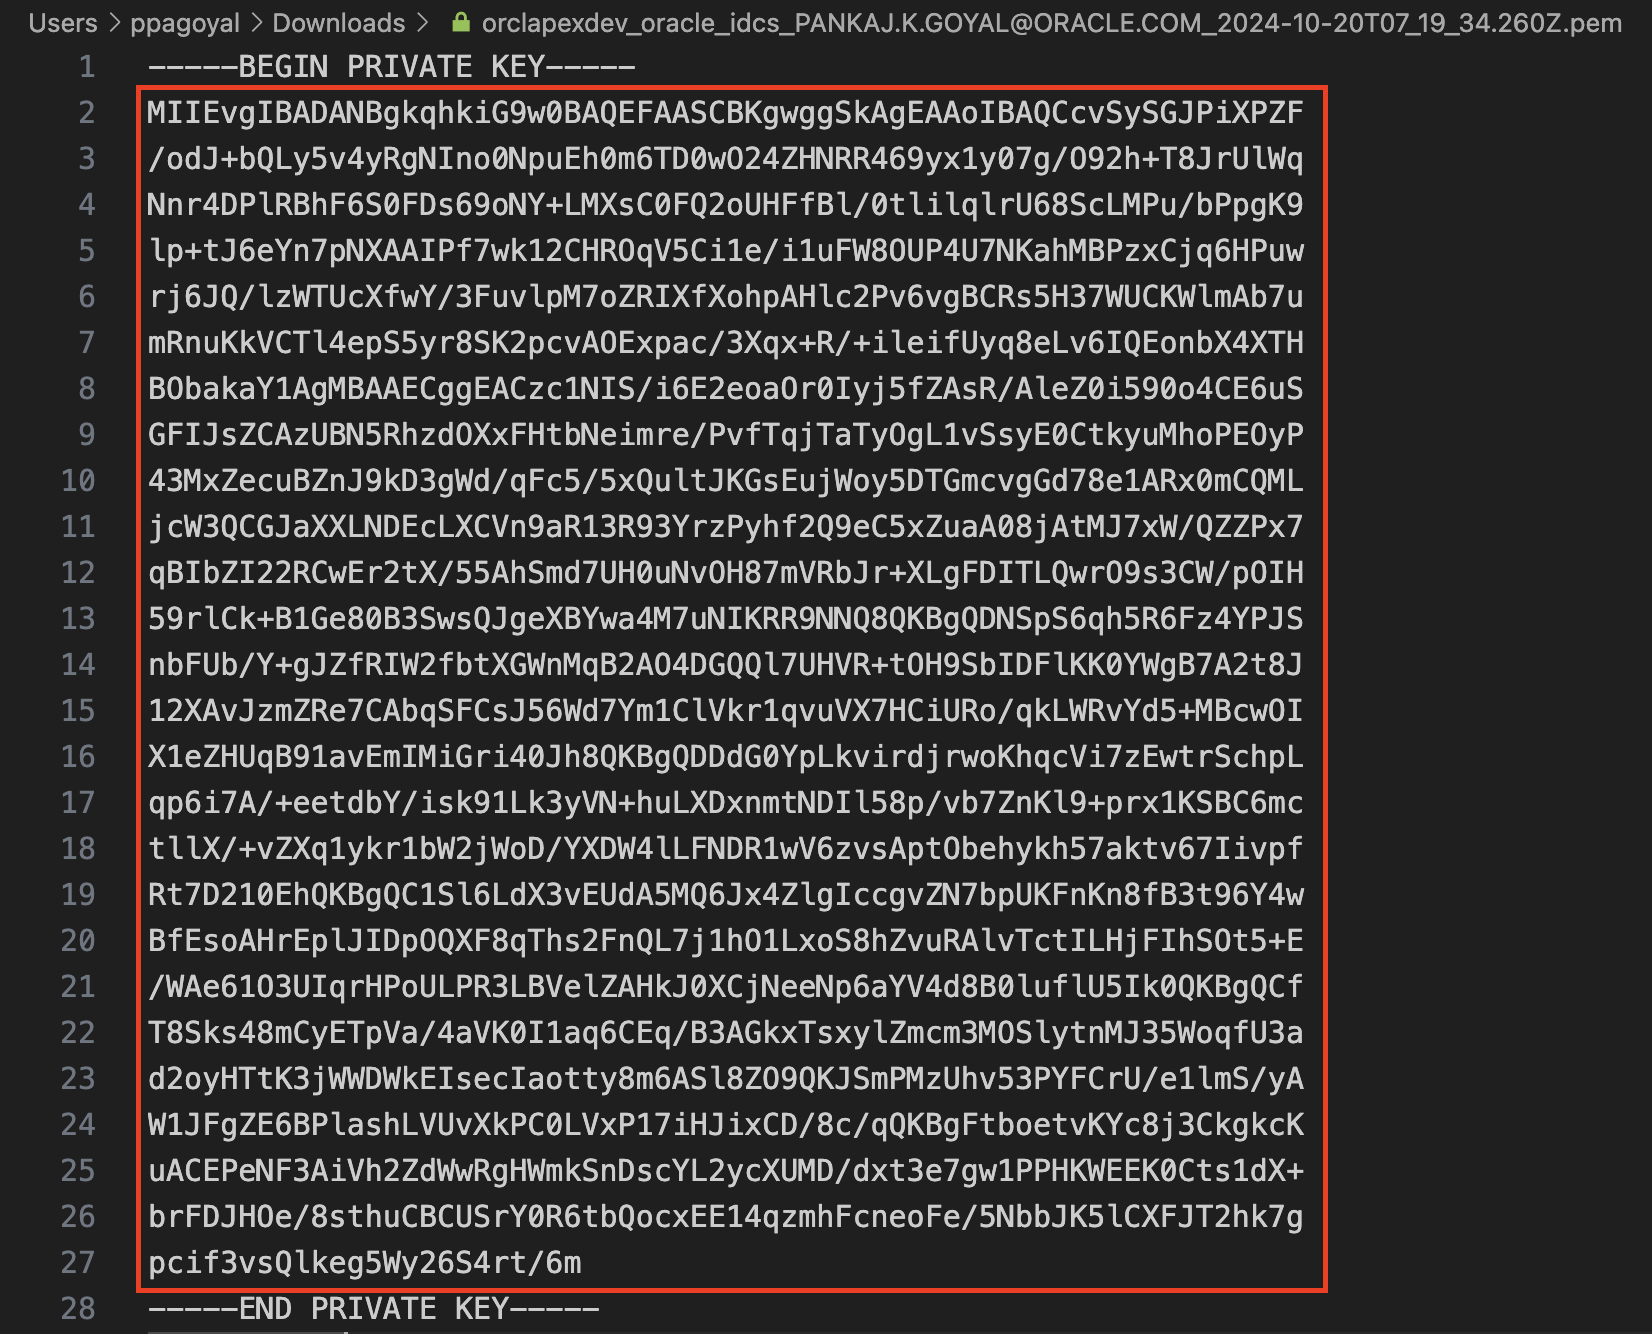 Users > ppagoyal > Downloads > orclapexdev_oracle_idcs_PANKAJ.K.GOYAL@ORACLE.COM_2024-10-20T07_19_34.260Z.pem
1 -----BEGIN PRIVATE KEY-----
2 MIIEvgIBADANBgkqhkiG9w0BAQEFAASCBKgwggSkAgEAAoIBAQCcvSySGJPiXPZF
3 /odJ+bQLy5v4yRgNIno0NpuEh0m6TD0wO24ZHNRR469yx1y07g/O92h+T8JrUlWq
4 Nnr4DPlRBhF6S0FDs69oNY+LMXsC0FQ2oUHFfBl/0tlilqlrU68ScLMPu/bPpgK9
5 lp+tJ6eYn7pNXAAIPf7wk12CHROqV5Ci1e/i1uFW8OUP4U7NKahMBPzxCjq6HPuw
6 rj6JQ/lzWTUcXfwY/3FuvlpM7oZRIXfXohpAHlc2Pv6vgBCRs5H37WUCKWlmAb7u
7 mRnuKkVCTl4epS5yr8SK2pcvAOExpac/3Xqx+R/+ileifUyq8eLv6IQEonbX4XTH
8 BObakaY1AgMBAAECggEACzc1NIS/i6E2eoaOr0Iyj5fZAsR/AleZ0i590o4CE6uS
9 GFIJsZCAzUBN5RhzdOXxFHtbNeimre/PvfTqjTaTyOgL1vSsyE0CtkyuMhoPEOyP
10 43MxZecuBZnJ9kD3gWd/qFc5/5xQultJKGsEujWoy5DTGmcvgGd78e1ARx0mCQML
11 jcW3QCGJaXXLNDEcLXCVn9aR13R93YrzPyhf2Q9eC5xZuaA08jAtMJ7xW/QZZPx7
12 qBIbZI22RCwEr2tX/55AhSmd7UH0uNvOH87mVRbJr+XLgFDITLQwrO9s3CW/pOIH
13 59rlCk+B1Ge80B3SwsQJgeXBYwa4M7uNIKRR9NNQ8QKBgQDNSpS6qh5R6Fz4YPJS
14 nbFUb/Y+gJZfRIW2fbtXGWnMqB2AO4DGQQl7UHVR+tOH9SbIDFlKK0YWgB7A2t8J
15 12XAvJzmZRe7CAbqSFCsJ56Wd7Ym1ClVkr1qvuVX7HCiURo/qkLWRvYd5+MBcwOI
16 X1eZHUqB91avEmIMiGri40Jh8QKBgQDDdG0YpLkvirdjrwoKhqcVi7zEwtrSchpL
17 qp6i7A/+eetdbY/isk91Lk3yVN+huLXDxnmtNDIl58p/vb7ZnKl9+prx1KSBC6mc
18 tllX/+vZXq1ykr1bW2jWoD/YXDW4lLFNDR1wV6zvsAptObehykh57aktv67Iivpf
19 Rt7D210EhQKBgQC1Sl6LdX3vEUdA5MQ6Jx4ZlgIccgvZN7bpUKFnKn8fB3t96Y4w
20 BfEsoAHrEplJIDpOQXF8qThs2FnQL7j1hO1LxoS8hZvuRAlvTctILHjFIhSOt5+E
21 /WAe61O3UIqrHPoULPR3LBVelZAHkJ0XCjNeeNp6aYV4d8B0luflU5Ik0QKBgQCf
22 T8Sks48mCyETpVa/4aVK0I1aq6CEq/B3AGkxTsxylZmcm3MOSlytnMJ35WoqfU3a
23 d2oyHTtK3jWWDWkEIsecIaotty8m6ASl8ZO9QKJSmPMzUhv53PYFCrU/e1lmS/yA
24 W1JFgZE6BPlashLVUvXkPC0LVxP17iHJixCD/8c/qQKBgFtboetvKYc8j3CkgkcK
25 uACEPeNF3AiVh2ZdWwRgHWmkSnDscYL2ycXUMD/dxt3e7gw1PPHKWEEK0Cts1dX+
26 brFDJHOe/8sthuCBCUSrY0R6tbQocxEE14qzmhFcneoFe/5NbbJK5lCXFJT2hk7g
27 pcif3vsQlkeg5Wy26S4rt/6m
28 -----END PRIVATE KEY-----